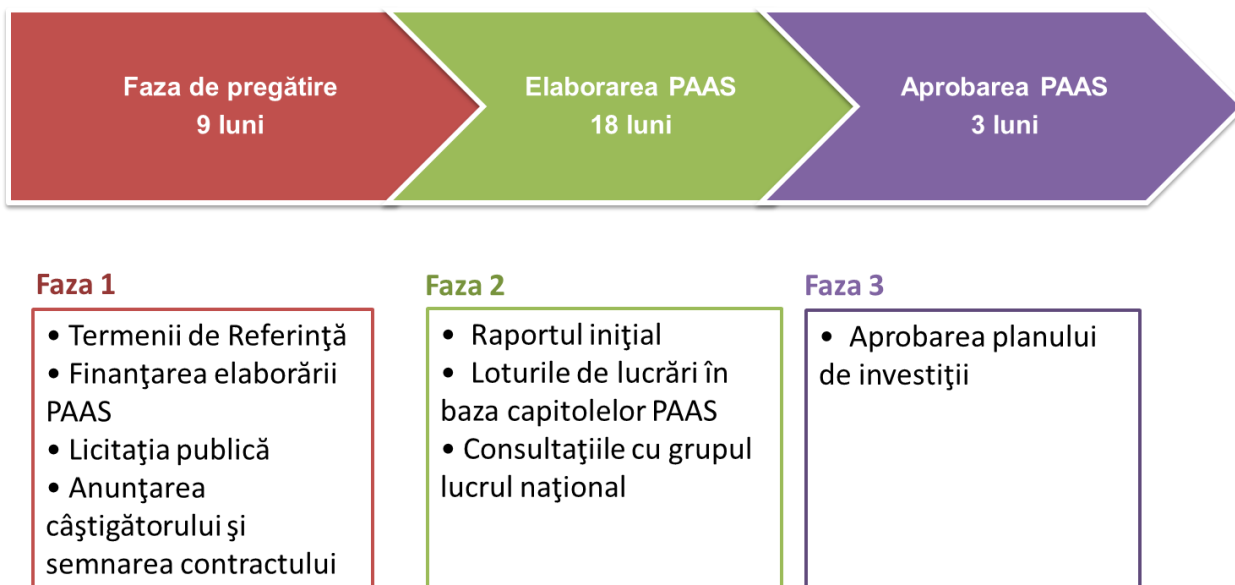 Faza de pregătire
9 luni
Elaborarea PAAS
18 luni
Aprobarea PAAS
3 luni
Faza 1
• Termenii de Referinţă
• Finanţarea elaborării
PAAS
• Licitaţia publică
• Anunţarea
câştigătorului şi
semnarea contractului
Faza 2
• Raportul iniţial
• Loturile de lucrări în
baza capitolelor PAAS
• Consultaţiile cu grupul
lucrul naţional
Faza 3
• Aprobarea planului
de investiţii